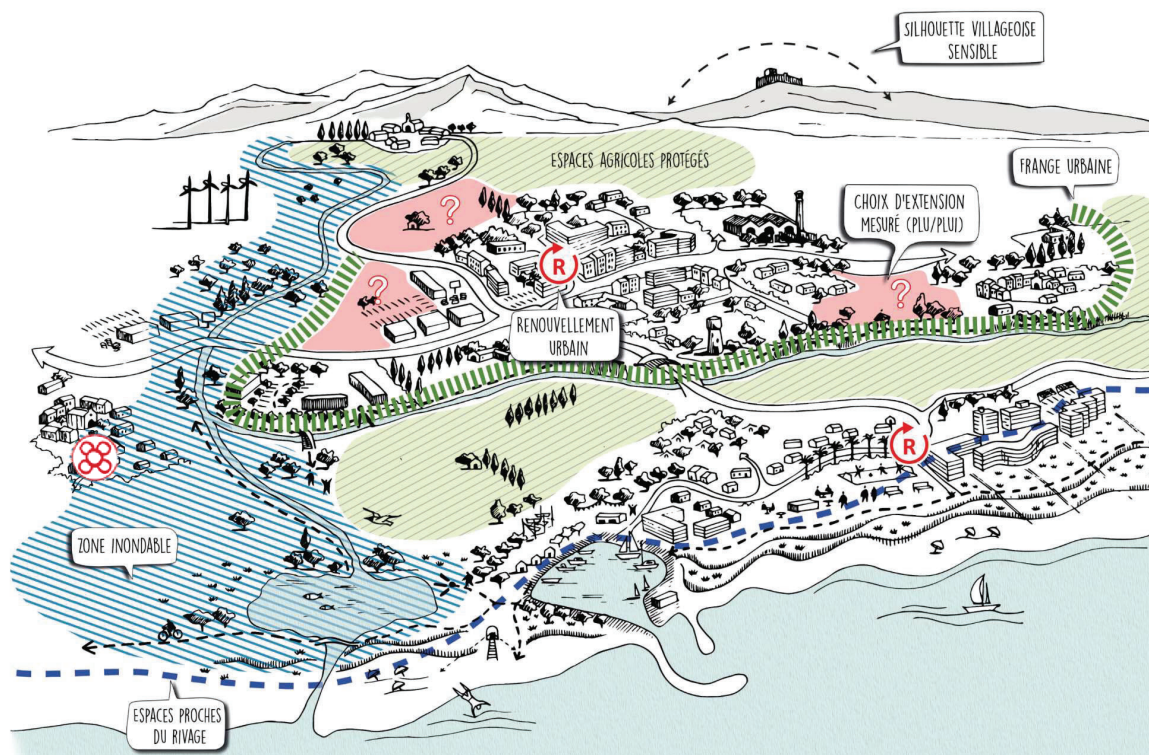 SILHOUETTE VILLAGEOISE
SENSIBLE
ESPACES AGRICOLES PROTÉGÉS
FRANGE URBAINE
CHOIX D'EXTENSION
MESURÉ (PLU/PLUI)
?
?
?
R
RENOUVELLEMENT
URBAIN
R
ZONE INONDABLE
ESPACES PROCHES
DU RIVAGE